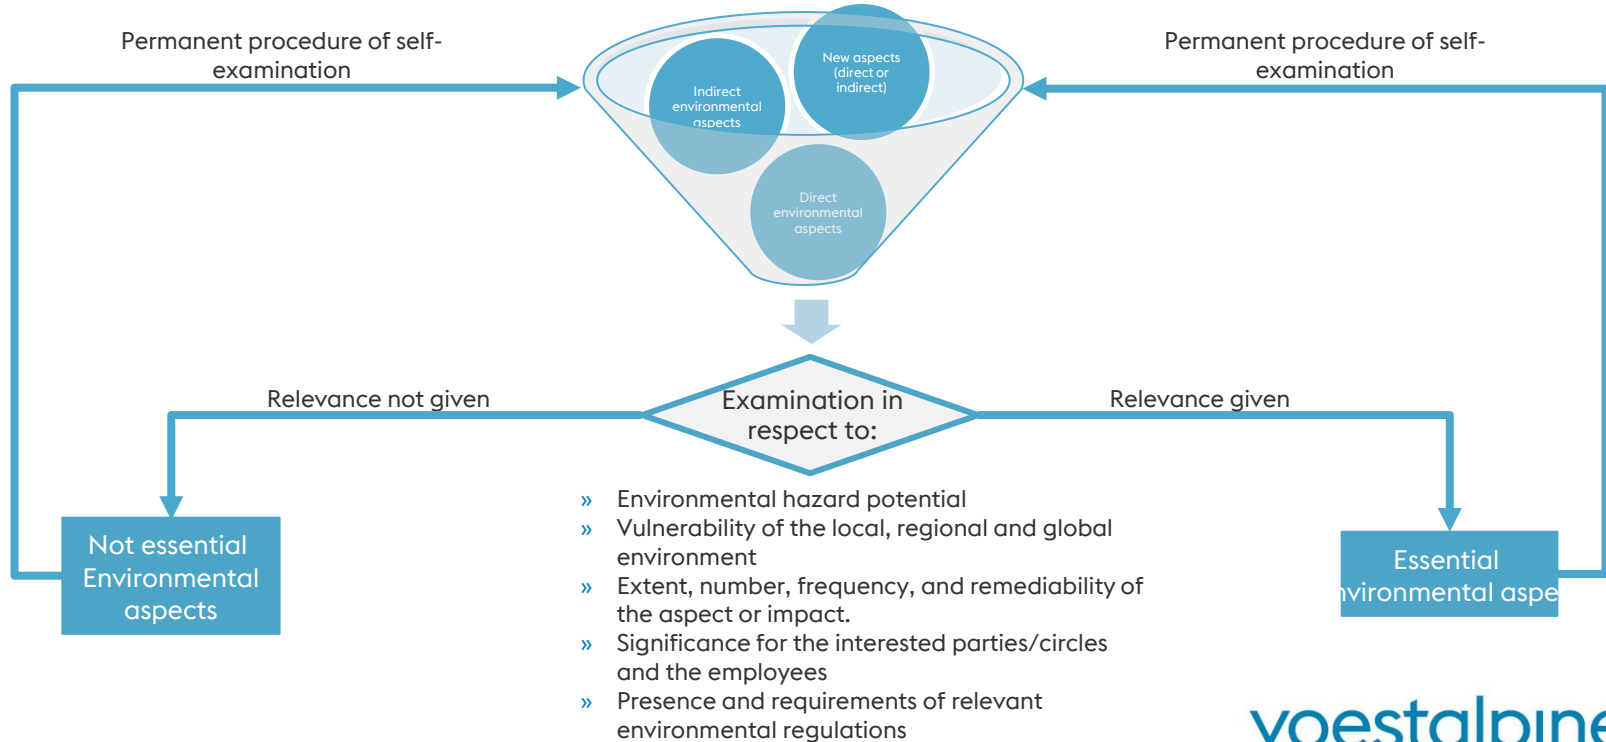 Permanent procedure of self-
examination
New aspects
(direct or
indirect)
Indirect
environmental
aspects
Direct
environmental
aspects
Permanent procedure of self-
examination
Relevance not given
Examination in
respect to:
Relevance given
Not essential
Environmental
aspects
» Environmental hazard potential
» Vulnerability of the local, regional and global
environment
» Extent, number, frequency, and remediability of
the aspect or impact.
» Significance for the interested parties/circles
and the employees
» Presence and requirements of relevant
environmental regulations
Essential
nvironmental aspe
voestalpine